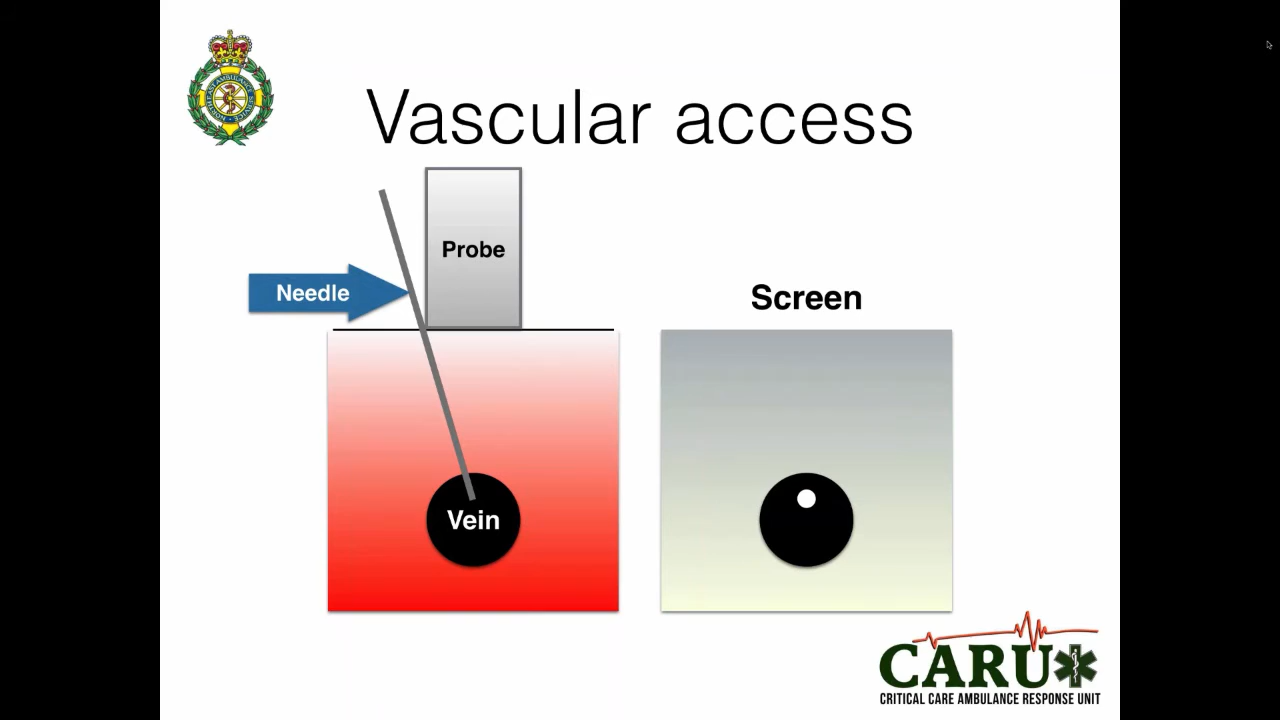 Vascular access
Probe
Needle
Screen
Vein
CARU
CRITICAL CARE AMBULANCE RESPONSE UNIT